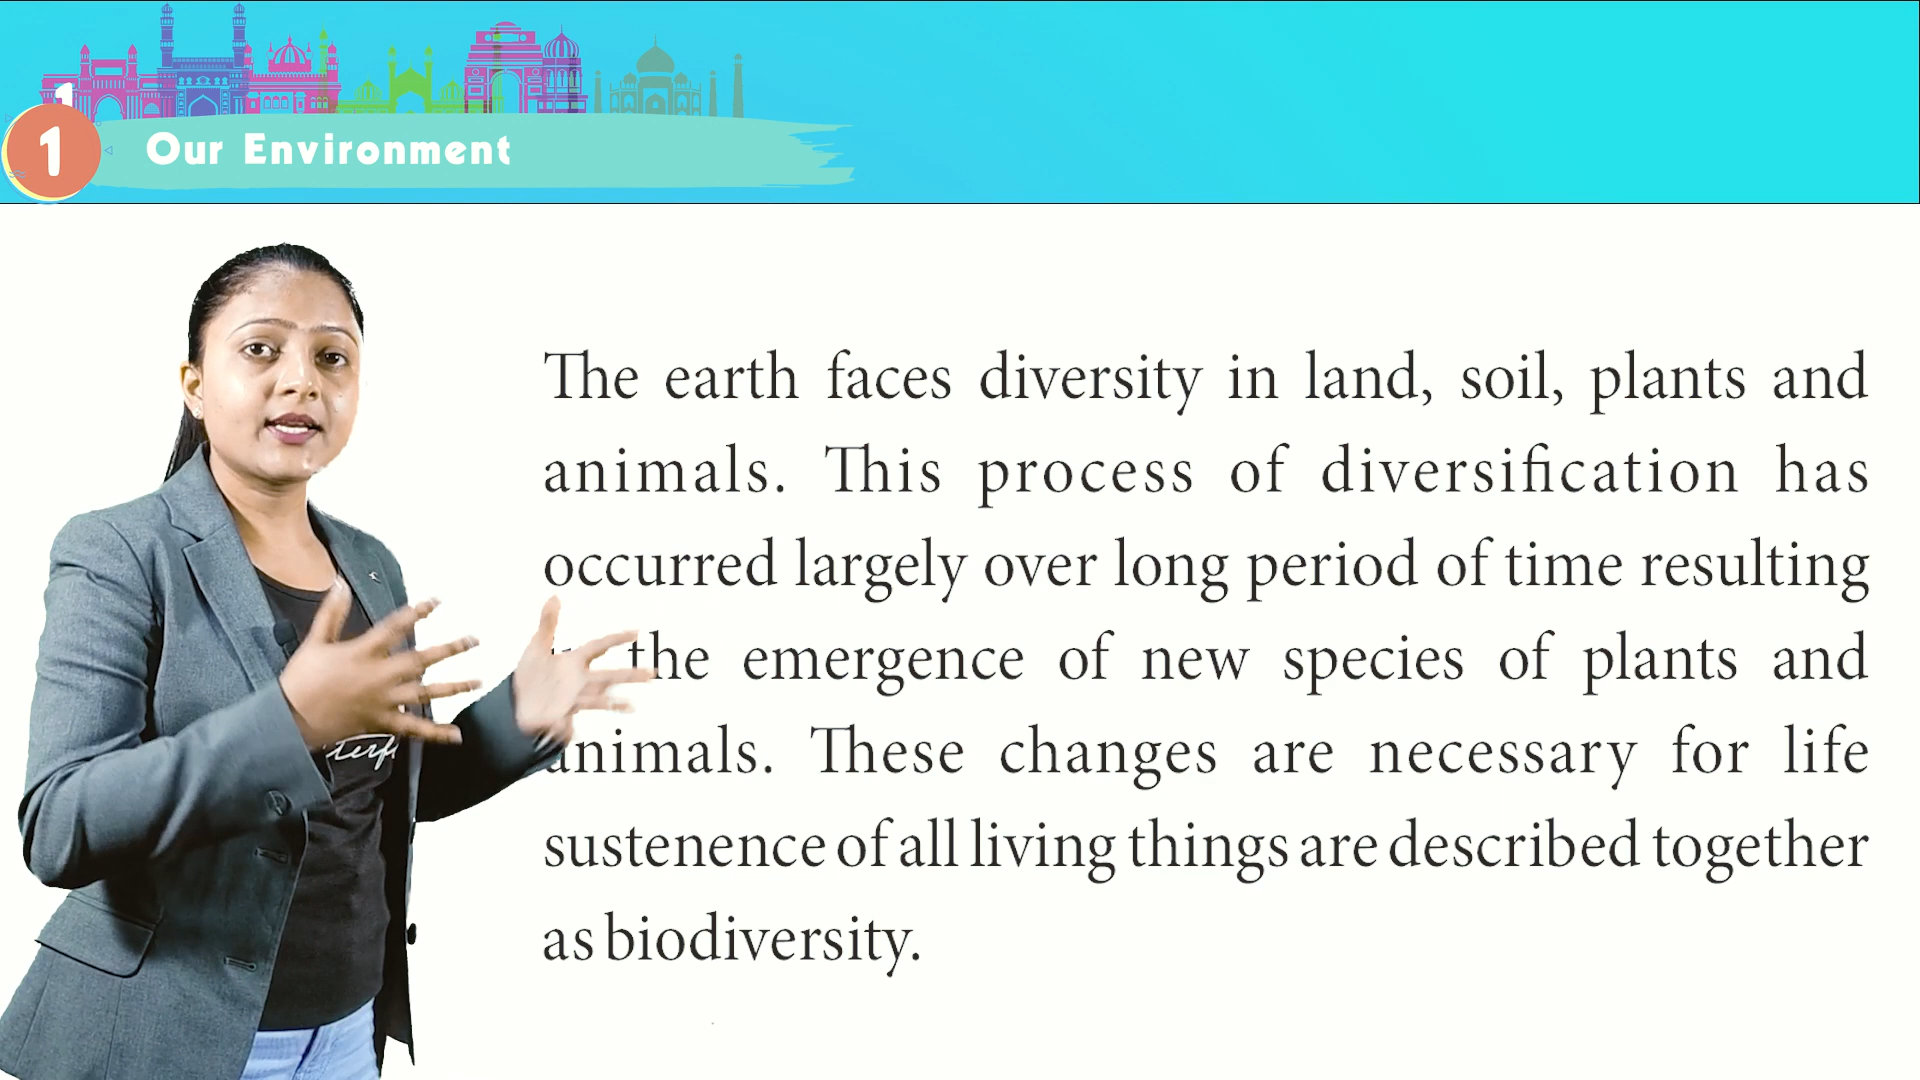 1
1 Our Environment
The earth faces diversity in land, soil, plants and
animals. This process of diversification has
occurred largely over long period of time resulting
the emergence of new species of plants and
animals. These changes are necessary for life
sustenence of all living things are described together
as biodiversity.